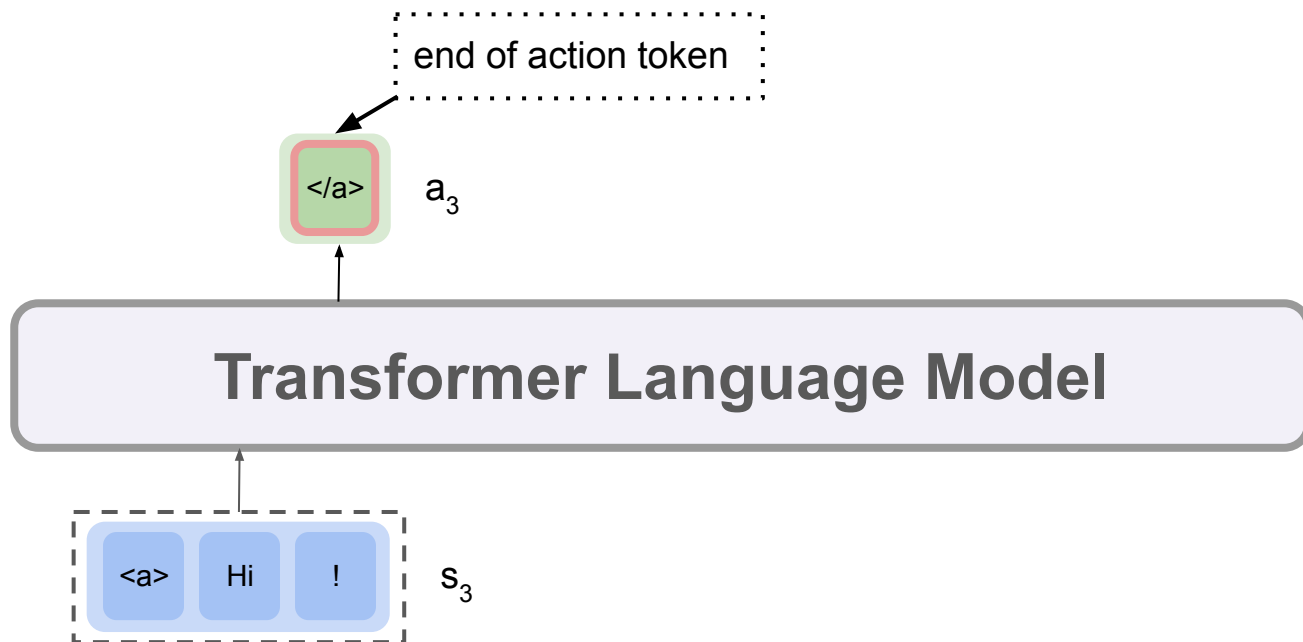 end of action token
</a>
a₃
Transformer Language Model
<a> Hi !
s₃